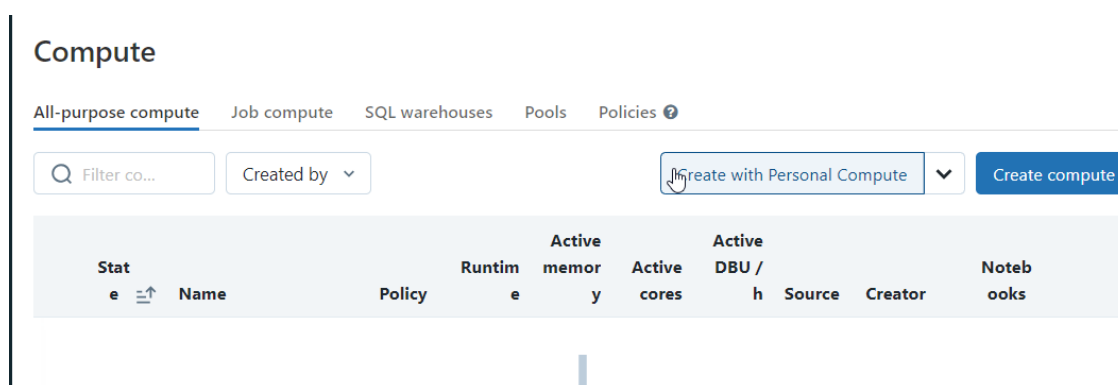 Compute
All-purpose compute Job compute SQL warehouses Pools Policies ?
Filter co... Created by Create with Personal Compute Create compute
Active Active
Stat Runtim memor Active DBU / Noteb
e Name Policy e y cores h Source Creator ooks